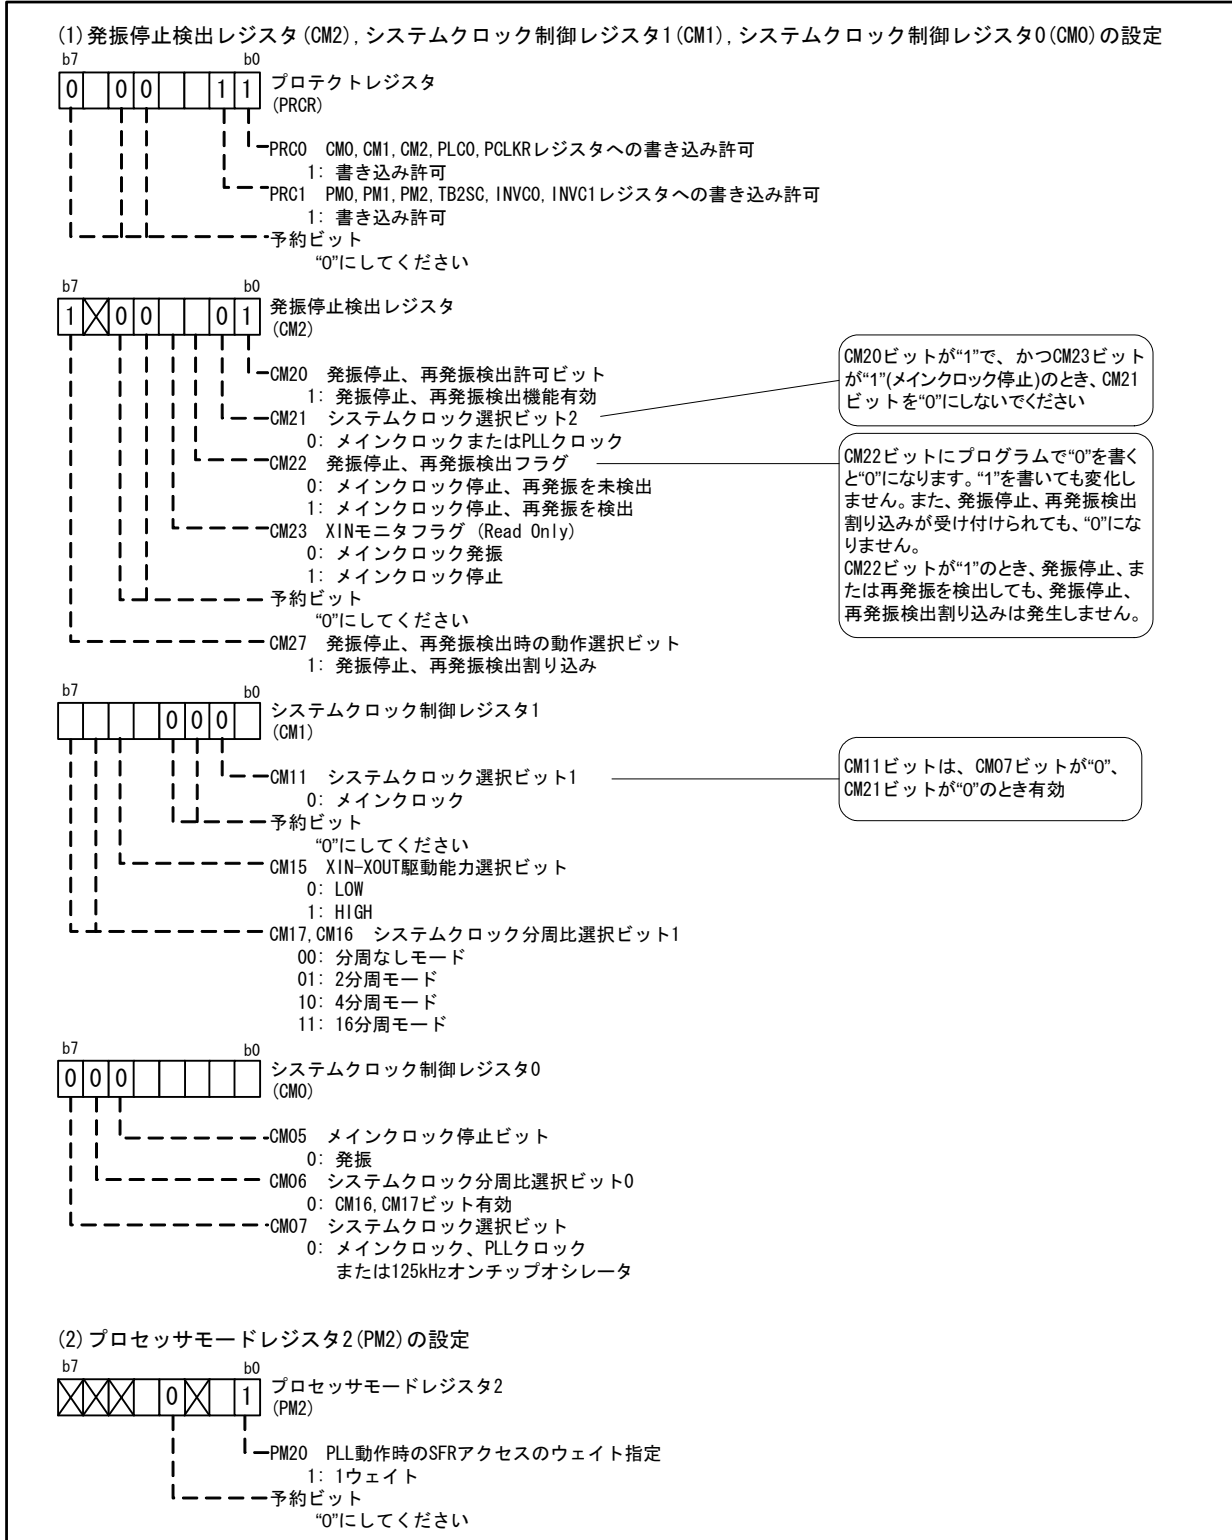 (1)発振停止検出レジスタ(CM2),システムクロック制御レジスタ1(CM1),システムクロック制御レジスタ0(CM0)の設定
b7 b0
0 0 0 1 1 プロテクトレジスタ
(PRCR)
PRC0 CM0,CM1,CM2,PLC0,PCLKRレジスタへの書き込み許可
1: 書き込み許可
PRC1 PM0,PM1,PM2,TB2SC,INVC0,INVC1レジスタへの書き込み許可
1: 書き込み許可
予約ビット
“0”にしてください
b7 b0
1 0 0 0 1 発振停止検出レジスタ
(CM2)
CM20 発振停止、再発振検出許可ビット
1: 発振停止、再発振検出機能有効
CM21 システムクロック選択ビット2
0: メインクロックまたはPLLクロック
CM22 発振停止、再発振検出フラグ
0: メインクロック停止、再発振を未検出
1: メインクロック停止、再発振を検出
CM23 XINモニタフラグ (Read Only)
0: メインクロック発振
1: メインクロック停止
予約ビット
“0”にしてください
CM27 発振停止、再発振検出時の動作選択ビット
1: 発振停止、再発振検出割り込み
CM20ビットが“1”で、かつCM23ビット
が“1”(メインクロック停止)のとき、CM21
ビットを“0”にしないでください
CM22ビットにプログラムで“0”を書く
と“0”になります。“1”を書いても変化し
ません。また、発振停止、再発振検出
割り込みが受け付けられても、“0”にな
りません。
CM22ビットが“1”のとき、発振停止、ま
たは再発振を検出しても、発振停止、
再発振検出割り込みは発生しません。
b7 b0
0 0 0 システムクロック制御レジスタ1
(CM1)
CM11 システムクロック選択ビット1
0: メインクロック
予約ビット
“0”にしてください
CM15 XIN-XOUT駆動能力選択ビット
0: LOW
1: HIGH
CM17,CM16 システムクロック分周比選択ビット1
00: 分周なしモード
01: 2分周モード
10: 4分周モード
11: 16分周モード
CM11ビットは、CM07ビットが“0”、
CM21ビットが“0”のとき有効
b7 b0
0 0 0 システムクロック制御レジスタ0
(CM0)
CM05 メインクロック停止ビット
0: 発振
CM06 システムクロック分周比選択ビット0
0: CM16,CM17ビット有効
CM07 システムクロック選択ビット
0: メインクロック、PLLクロック
または125kHzオンチップオシレータ
(2)プロセッサモードレジスタ2(PM2)の設定
b7 b0
0 1 プロセッサモードレジスタ2
(PM2)
PM20 PLL動作時のSFRアクセスのウェイト指定
1: 1ウェイト
予約ビット
“0”にしてください